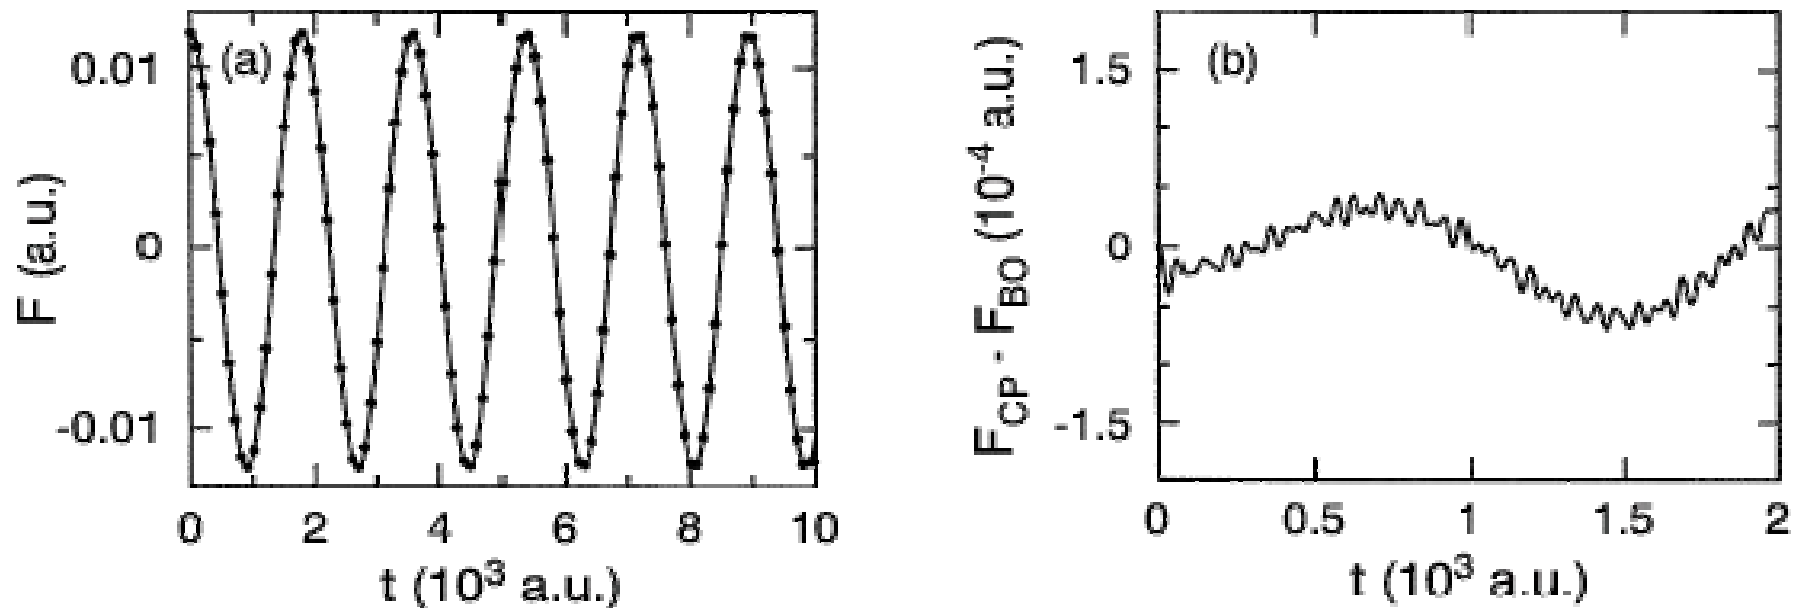 (a)
F (a.u.)
0.01
0
-0.01
0 2 4 6 8 10
t (10³ a.u.)
(b)
F_CP - F_BO (10⁻⁴ a.u.)
1.5
0
-1.5
0 0.5 1 1.5 2
t (10³ a.u.)